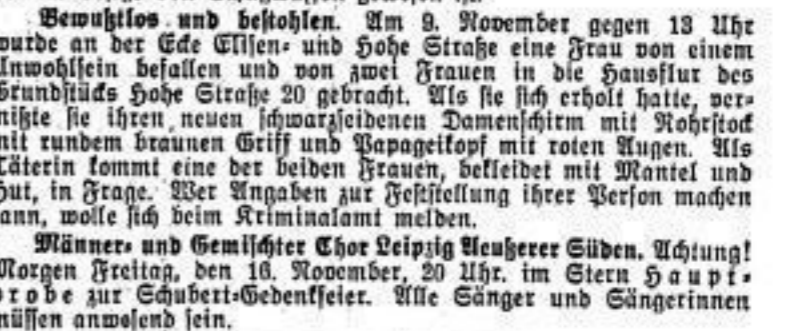 Bewußtlos und bestohlen. Am 9. November gegen 13 Uhr
wurde an der Ecke Elisen- und Hohe Straße eine Frau von einem
Unwohlsein befallen und von zwei Frauen in die Hausflur des
Grundstücks Hohe Straße 20 gebracht. Als sie sich erholt hatte, ver-
mißte sie ihren neuen schwarzseidenen Damenschirm mit Rohrstock
mit rundem braunen Griff und Papageikopf mit roten Augen. Als
Täterin kommt eine der beiden Frauen, bekleidet mit Mantel und
Hut, in Frage. Wer Angaben zur Feststellung ihrer Person machen
kann, wolle sich beim Kriminalamt melden.
Männer- und Gemischter Chor Leipzig Aeußerer Süden. Achtung!
Morgen Freitag, den 16. November, 20 Uhr. im Stern Haupt-
probe zur Schubert-Gedenkfeier. Alle Sänger und Sängerinnen
müssen anwesend sein.